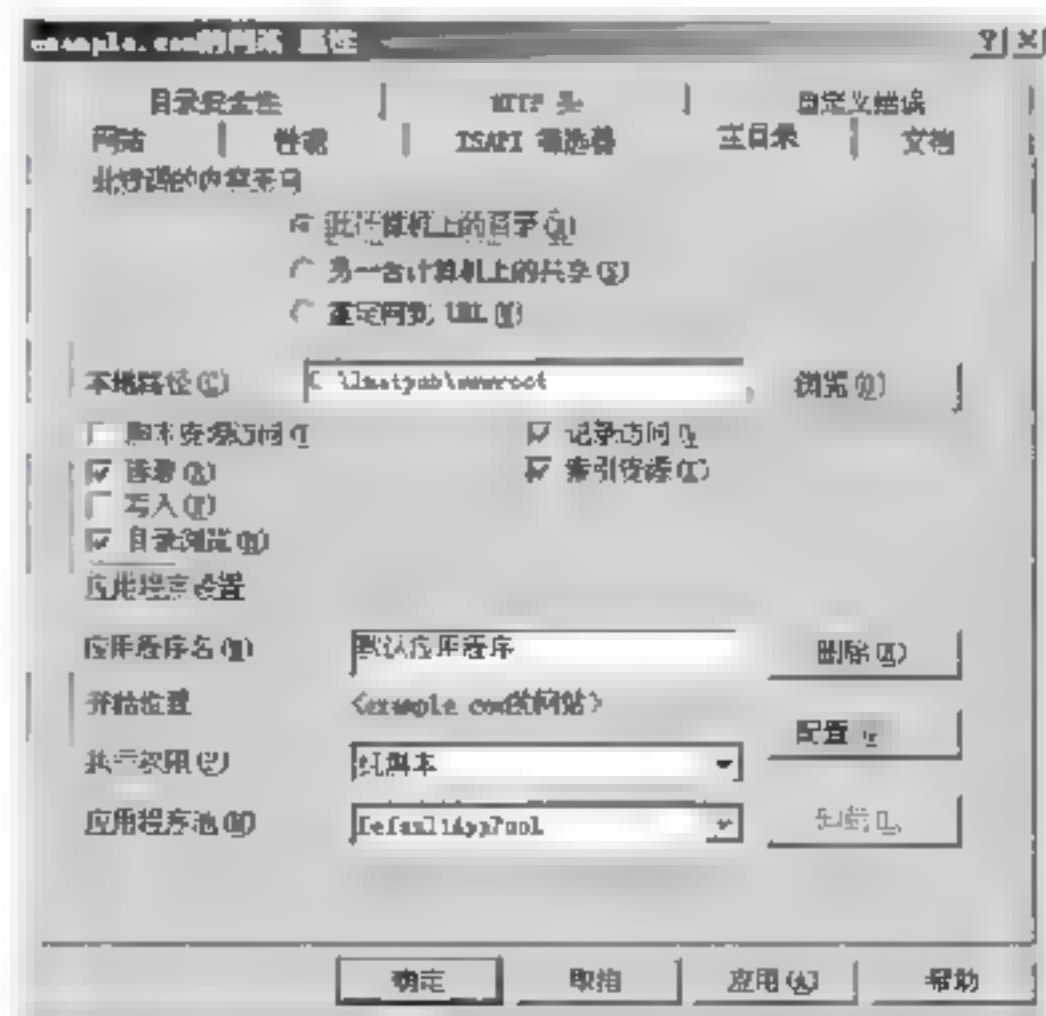 example.com的网站 属性
目录安全性 HTTP 头 自定义错误
网站 性能 ISAPI 筛选器 主目录 文档
此资源的内容来自
此计算机上的目录(D)
另一台计算机上的共享(S)
重定向到 URL(U)
本地路径(C) C:\Inetpub\wwwroot 浏览(O)
脚本资源访问(T) 记录访问(V)
读取(R) 索引资源(I)
写入(W)
目录浏览(B)
应用程序设置
应用程序名(M) 默认应用程序 删除(E)
开始位置 <example.com的网站>
配置(G)
执行权限(P) 纯脚本
应用程序池(N) DefaultAppPool 卸载(L)
确定 取消 应用(A) 帮助